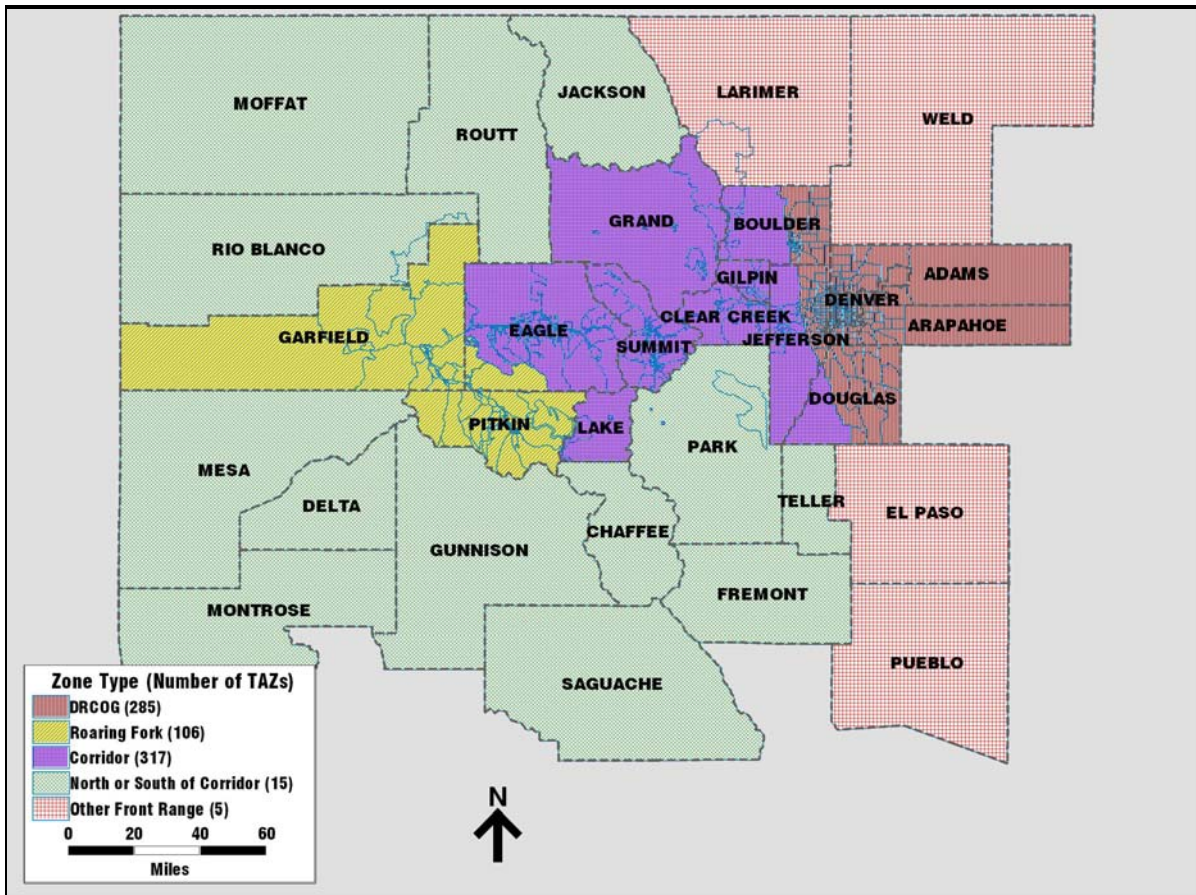 JACKSON
LARIMER
MOFFAT
WELD
ROUTT
GRAND
BOULDER
RIO BLANCO
GILPIN
ADAMS
DENVER
CLEAR CREEK
ARAPAHOE
EAGLE
GARFIELD
JEFFERSON
SUMMIT
DOUGLAS
PITKIN
LAKE
PARK
MESA
TELLER
DELTA
EL PASO
CHAFFEE
GUNNISON
FREMONT
MONTROSE
PUEBLO
SAGUACHE
Zone Type (Number of TAZs)
DRCOG (285)
Roaring Fork (106)
Corridor (317)
North or South of Corridor (15)
Other Front Range (5)
0 20 40 60
Miles
N